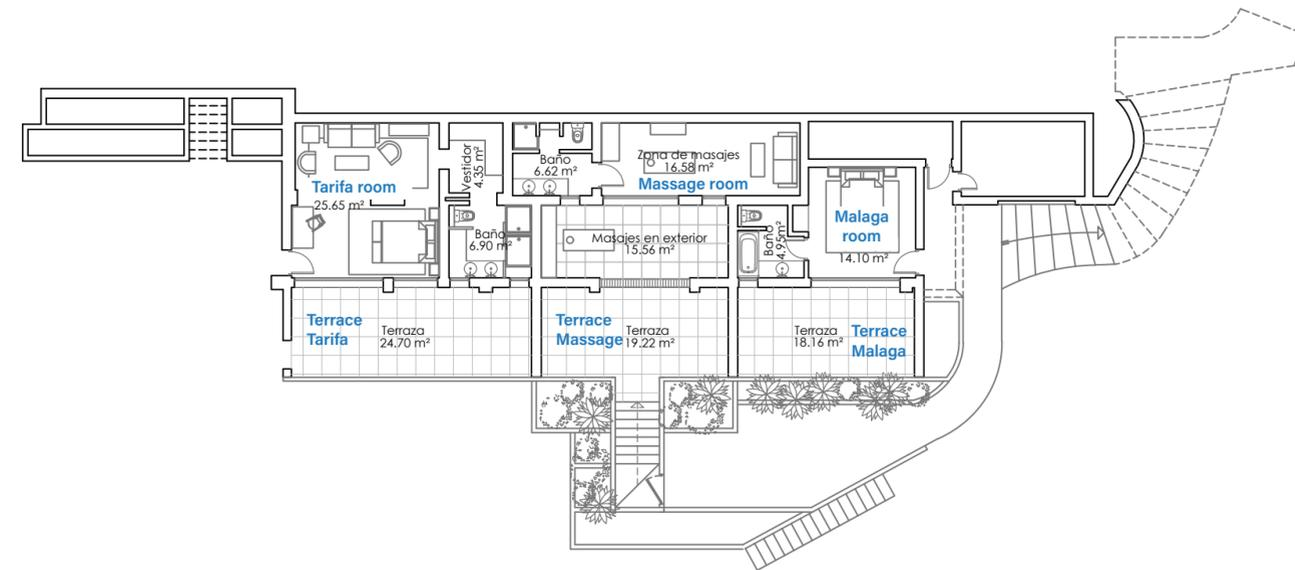 Tarifa room
25.65 m²
Vestidor
4.35 m²
Baño
6.62 m²
Zona de masajes
16.58 m²
Massage room
Baño
6.90 m²
Masajes en exterior
15.56 m²
Baño
4.95m²
Malaga
room
14.10 m²
Terrace
Tarifa
Terraza
24.70 m²
Terrace
Massage
Terraza
19.22 m²
Terraza
18.16 m²
Terrace
Malaga